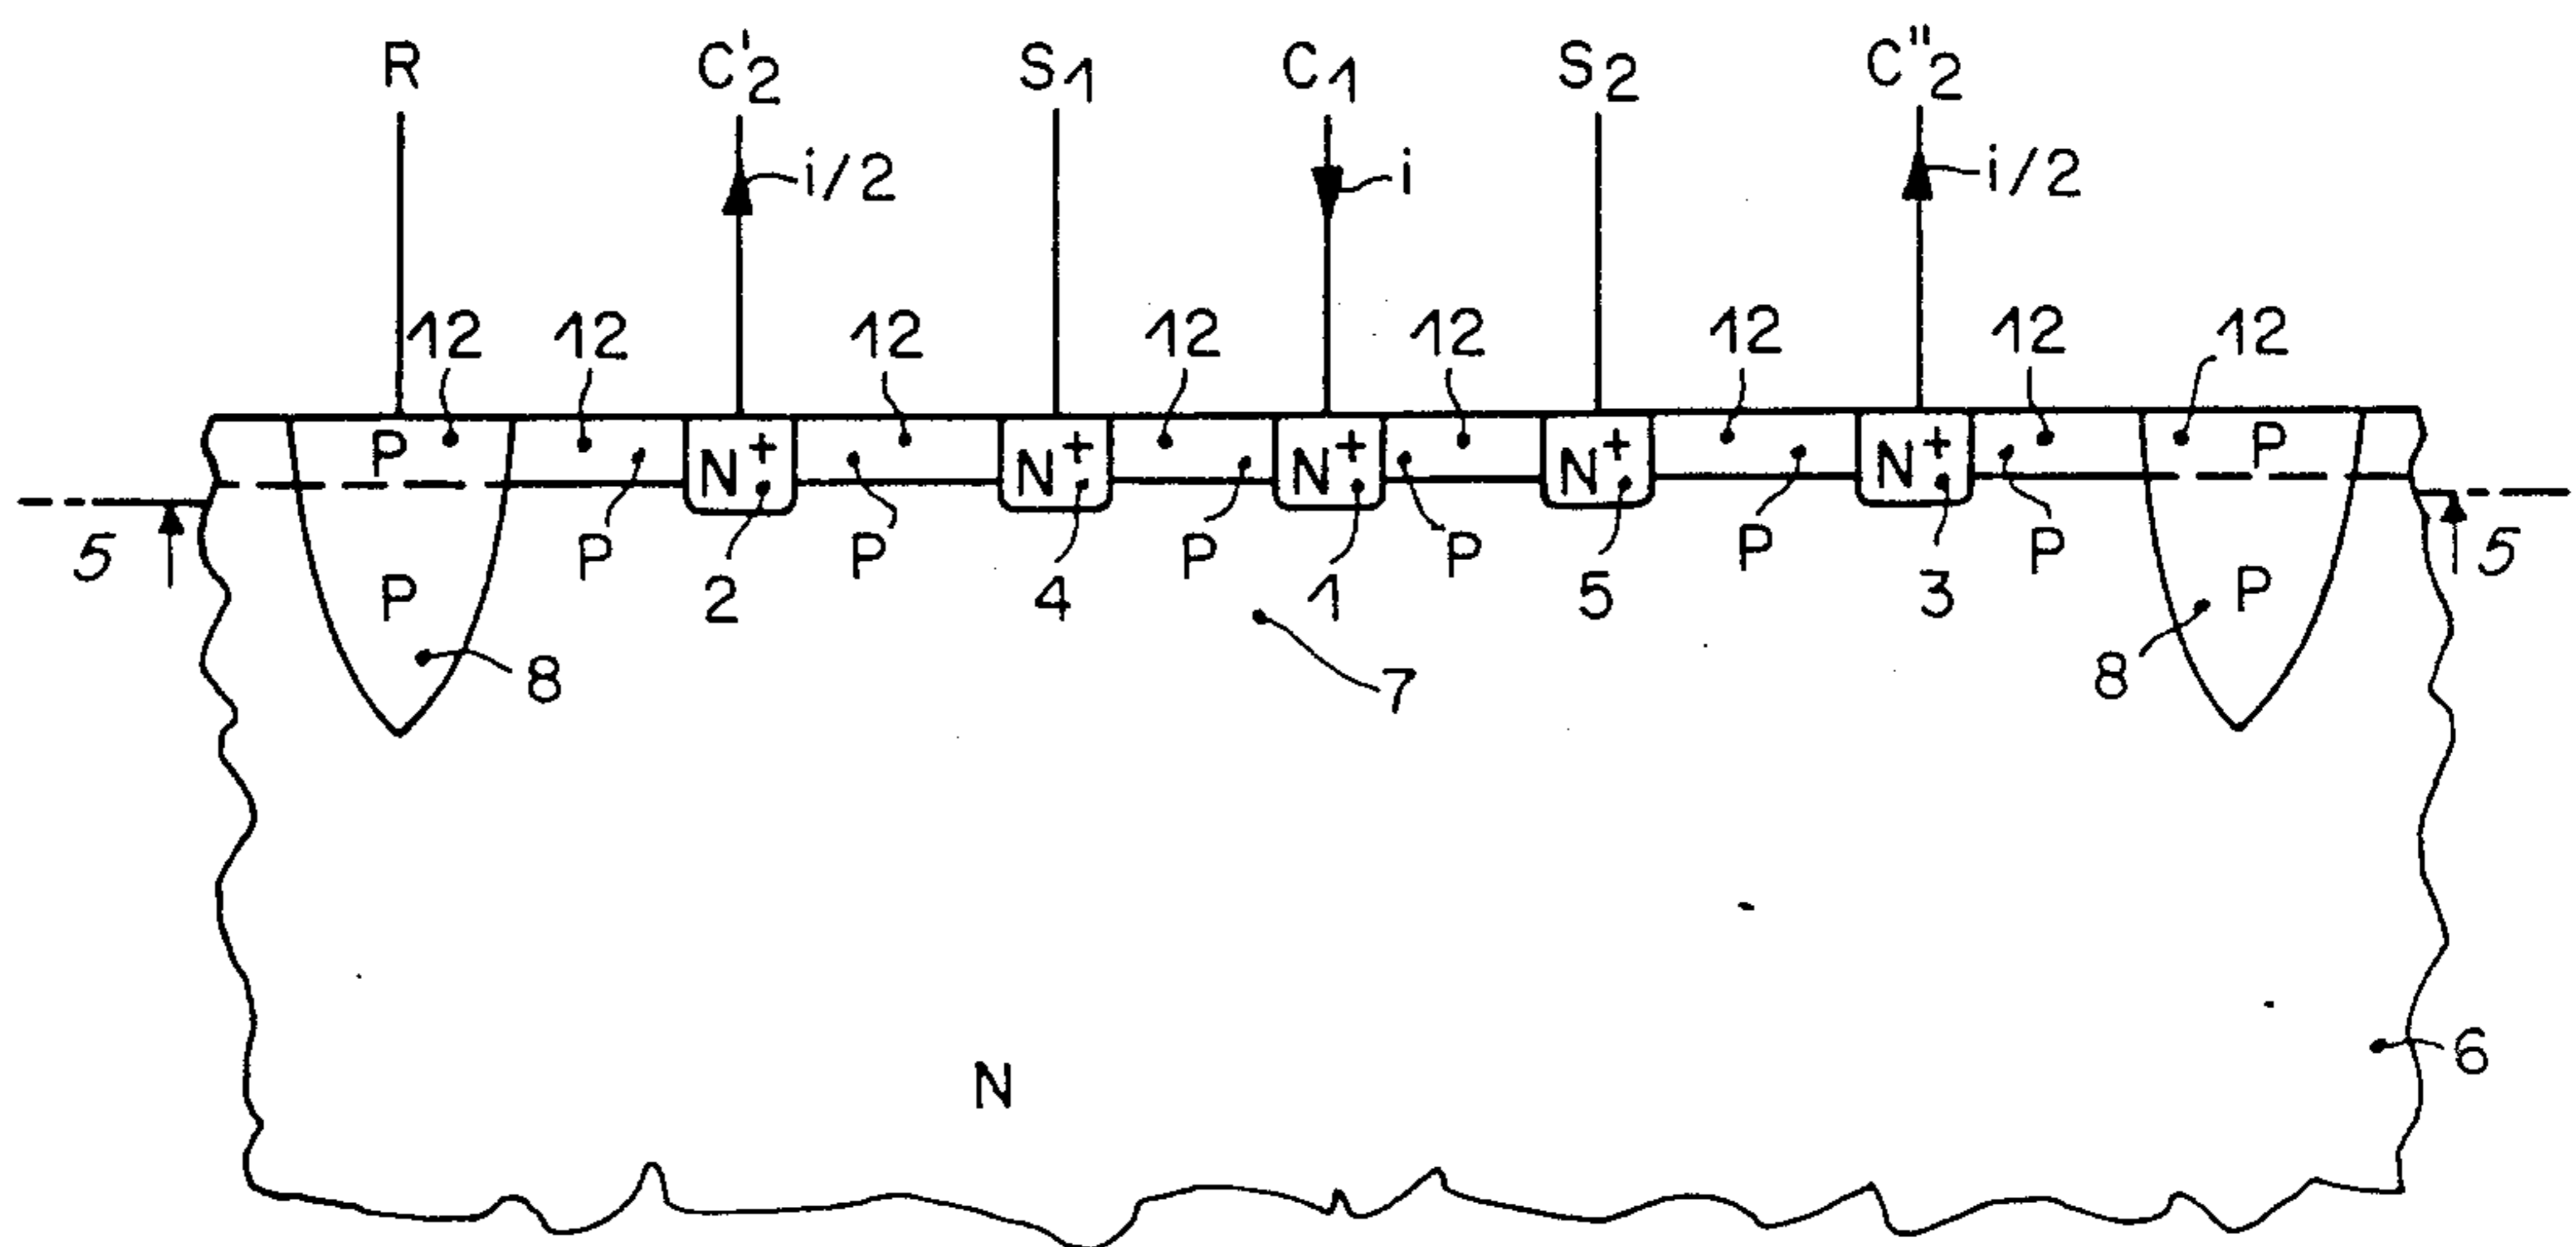 R C'2 S1 C1 S2 C"2
i/2 i i/2
12 12 12 12 12 12 12 12
P N+ N+ N+ N+ N+ P
5 P P P P P P 5
2 4 1 5 3
P P
8 7 8
6
N